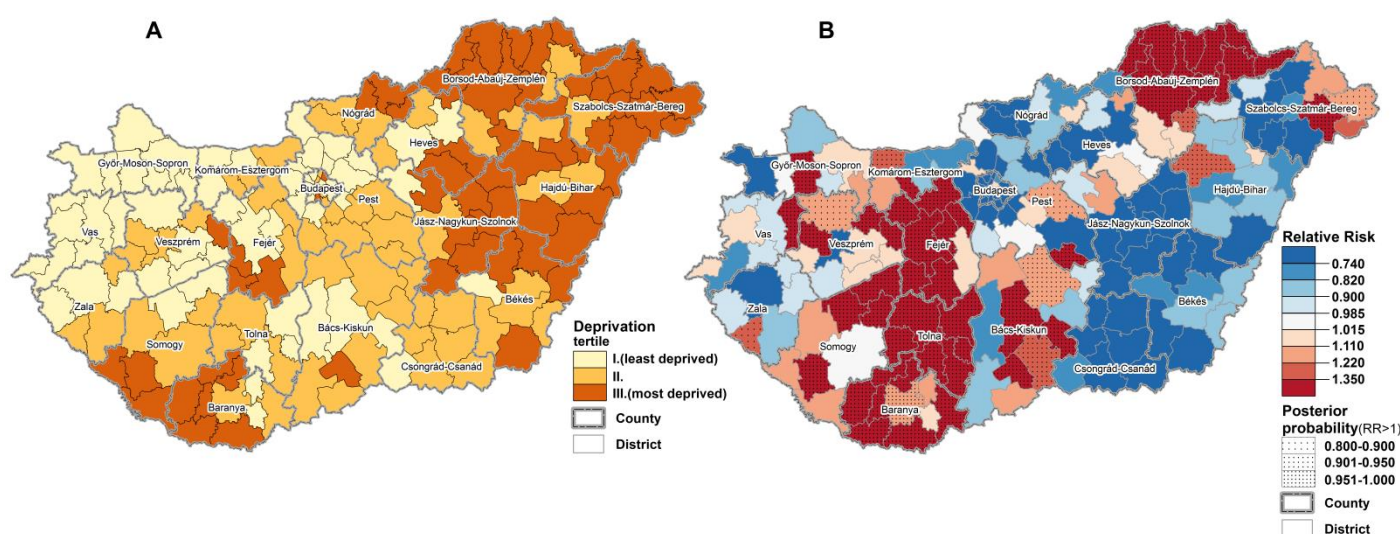 A
Borsod-Abaúj-Zemplén
Szabolcs-Szatmár-Bereg
Nógrád
Heves
Győr-Moson-Sopron
Komárom-Esztergom
Budapest
Hajdú-Bihar
Pest
Jász-Nagykun-Szolnok
Vas
Veszprém
Fejér
Békés
Zala
Tolna
Bács-Kiskun
Somogy
Csongrád-Csanád
Baranya
Deprivation
tertile
I.(least deprived)
II.
III.(most deprived)
County
District
B
Borsod-Abaúj-Zemplén
Szabolcs-Szatmár-Bereg
Nógrád
Heves
Győr-Moson-Sopron
Komárom-Esztergom
Budapest
Hajdú-Bihar
Pest
Jász-Nagykun-Szolnok
Vas
Veszprém
Fejér
Békés
Zala
Tolna
Bács-Kiskun
Somogy
Csongrád-Csanád
Baranya
Relative Risk
0.740
0.820
0.900
0.985
1.015
1.110
1.220
1.350
Posterior
probability(RR>1)
0.800-0.900
0.901-0.950
0.951-1.000
County
District